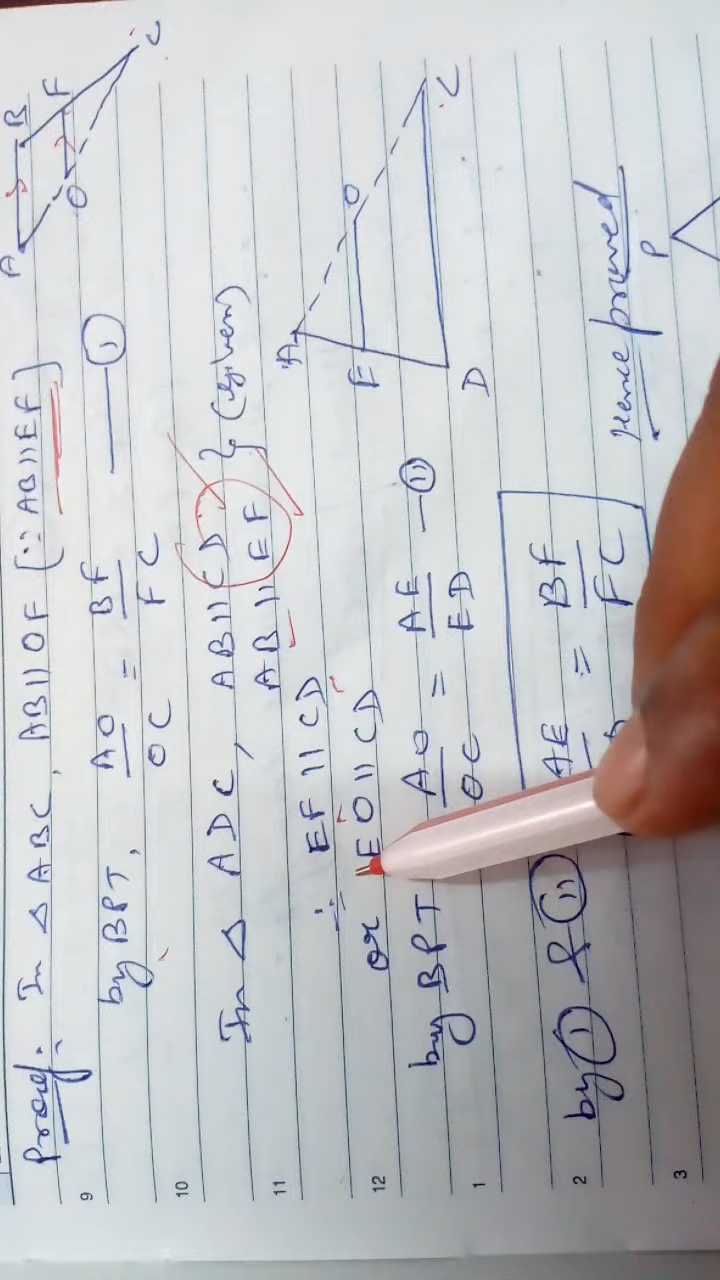 Proof: In Δ ABC, AB||OF [∵ AB||EF]
by BPT, AO/OC = BF/FC — (i)
In Δ ADC, AB||CD
AB||EF } (given)
∴ EF||CD
or EO||CD
by BPT AO/OC = AE/ED — (ii)
by (i) & (ii) AE = BF/FC
Hence proved
A B
O F
C
A
E O
D C
P
9
10
11
12
1
2
3